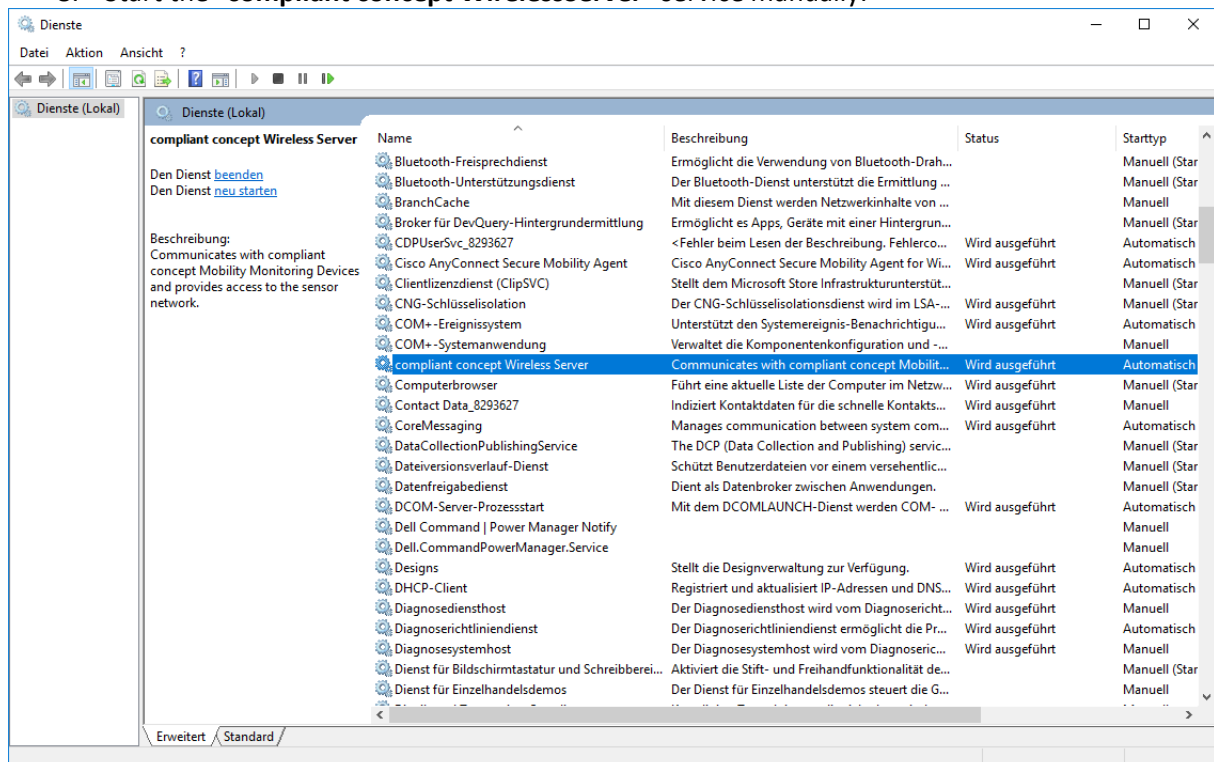 Start the "compliant concept WirelessServer" service manually.
Dienste
Datei Aktion Ansicht ?
Dienste (Lokal)
Dienste (Lokal)
compliant concept Wireless Server
Den Dienst beenden
Den Dienst neu starten
Beschreibung:
Communicates with compliant
concept Mobility Monitoring Devices
and provides access to the sensor
network.
Name Beschreibung Status Starttyp
Bluetooth-Freisprechdienst Ermöglicht die Verwendung von Bluetooth-Drah... Manuell (Star
Bluetooth-Unterstützungsdienst Der Bluetooth-Dienst unterstützt die Ermittlung ... Manuell (Star
BranchCache Mit diesem Dienst werden Netzwerkinhalte von ... Manuell
Broker für DevQuery-Hintergrundermittlung Ermöglicht es Apps, Geräte mit einer Hintergrun... Manuell (Star
CDPUserSvc_8293627 <Fehler beim Lesen der Beschreibung. Fehlerco... Wird ausgeführt Automatisch
Cisco AnyConnect Secure Mobility Agent Cisco AnyConnect Secure Mobility Agent for Wi... Wird ausgeführt Automatisch
Clientlizenzdienst (ClipSVC) Stellt dem Microsoft Store Infrastrukturunterstüt... Manuell (Star
CNG-Schlüsselisolation Der CNG-Schlüsselisolationsdienst wird im LSA-... Wird ausgeführt Manuell (Star
COM+-Ereignissystem Unterstützt den Systemereignis-Benachrichtigu... Wird ausgeführt Automatisch
COM+-Systemanwendung Verwaltet die Komponentenkonfiguration und -... Manuell
compliant concept Wireless Server Communicates with compliant concept Mobilit... Wird ausgeführt Automatisch
Computerbrowser Führt eine aktuelle Liste der Computer im Netzw... Wird ausgeführt Manuell (Star
Contact Data_8293627 Indiziert Kontaktdaten für die schnelle Kontakts... Wird ausgeführt Manuell
CoreMessaging Manages communication between system com... Wird ausgeführt Automatisch
DataCollectionPublishingService The DCP (Data Collection and Publishing) servic... Manuell (Star
Dateiversionsverlauf-Dienst Schützt Benutzerdateien vor einem versehentlic... Manuell (Star
Datenfreigabedienst Dient als Datenbroker zwischen Anwendungen. Manuell (Star
DCOM-Server-Prozessstart Mit dem DCOMLAUNCH-Dienst werden COM- ... Wird ausgeführt Automatisch
Dell Command | Power Manager Notify Manuell
Dell.CommandPowerManager.Service Manuell
Designs Stellt die Designverwaltung zur Verfügung. Wird ausgeführt Automatisch
DHCP-Client Registriert und aktualisiert IP-Adressen und DNS... Wird ausgeführt Automatisch
Diagnosediensthost Der Diagnosediensthost wird vom Diagnosericht... Wird ausgeführt Manuell
Diagnoserichtliniendienst Der Diagnoserichtliniendienst ermöglicht die Pr... Wird ausgeführt Automatisch
Diagnosesystemhost Der Diagnosesystemhost wird vom Diagnoseric... Wird ausgeführt Manuell
Dienst für Bildschirmtastatur und Schreibberei... Aktiviert die Stift- und Freihandfunktionalität de... Manuell (Star
Dienst für Einzelhandelsdemos Der Dienst für Einzelhandelsdemos steuert die G... Manuell
Erweitert Standard